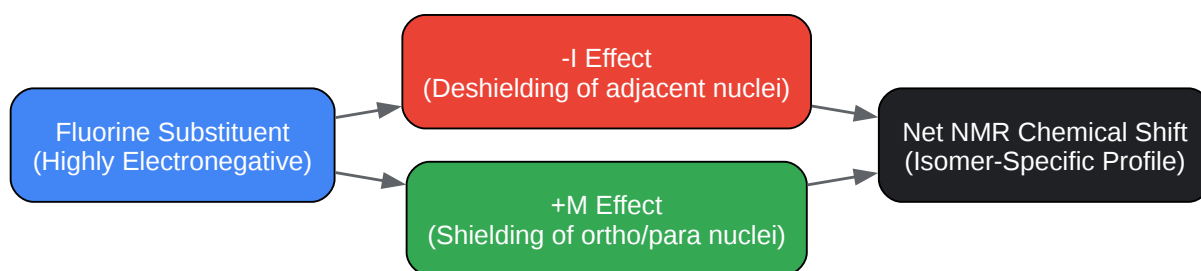 Fluorine Substituent
(Highly Electronegative)
-I Effect
(Deshielding of adjacent nuclei)
+M Effect
(Shielding of ortho/para nuclei)
Net NMR Chemical Shift
(Isomer-Specific Profile)